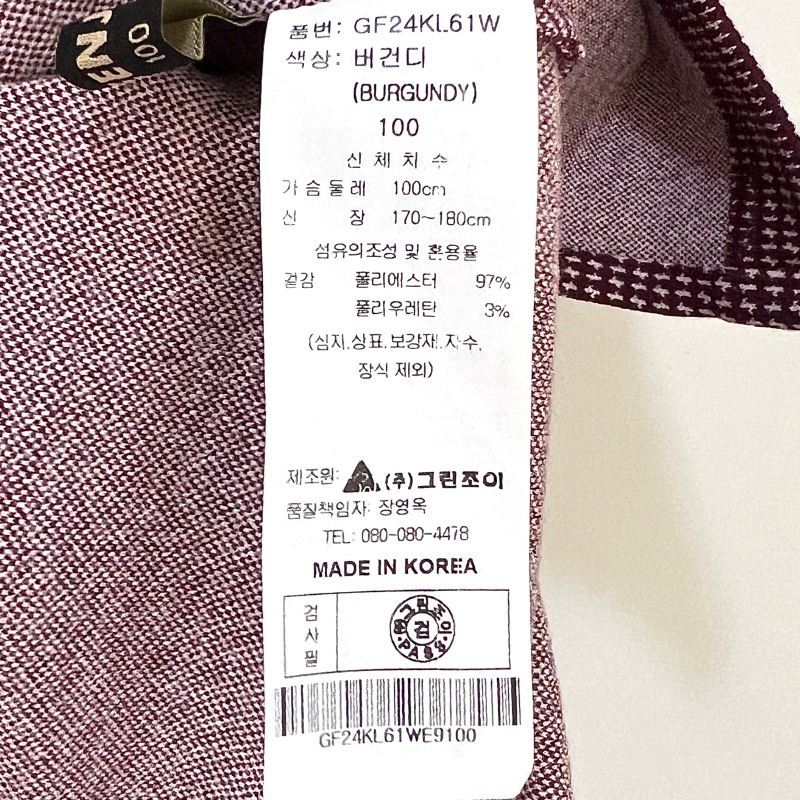 100
품번: GF24KL61W
색상: 버건디
(BURGUNDY)
100
신체치수
가슴둘레 100cm
신 장 170~180cm
섬유의조성 및 혼용율
겉감 폴리에스터 97%
폴리우레탄 3%
(심지,상표,보강재,자수,
장식 제외)
제조원: (주)그린조이
품질책임자: 장영옥
TEL: 080-080-4478
MADE IN KOREA
검사필
그린조이
검
PASS
GF24KL61WE9100